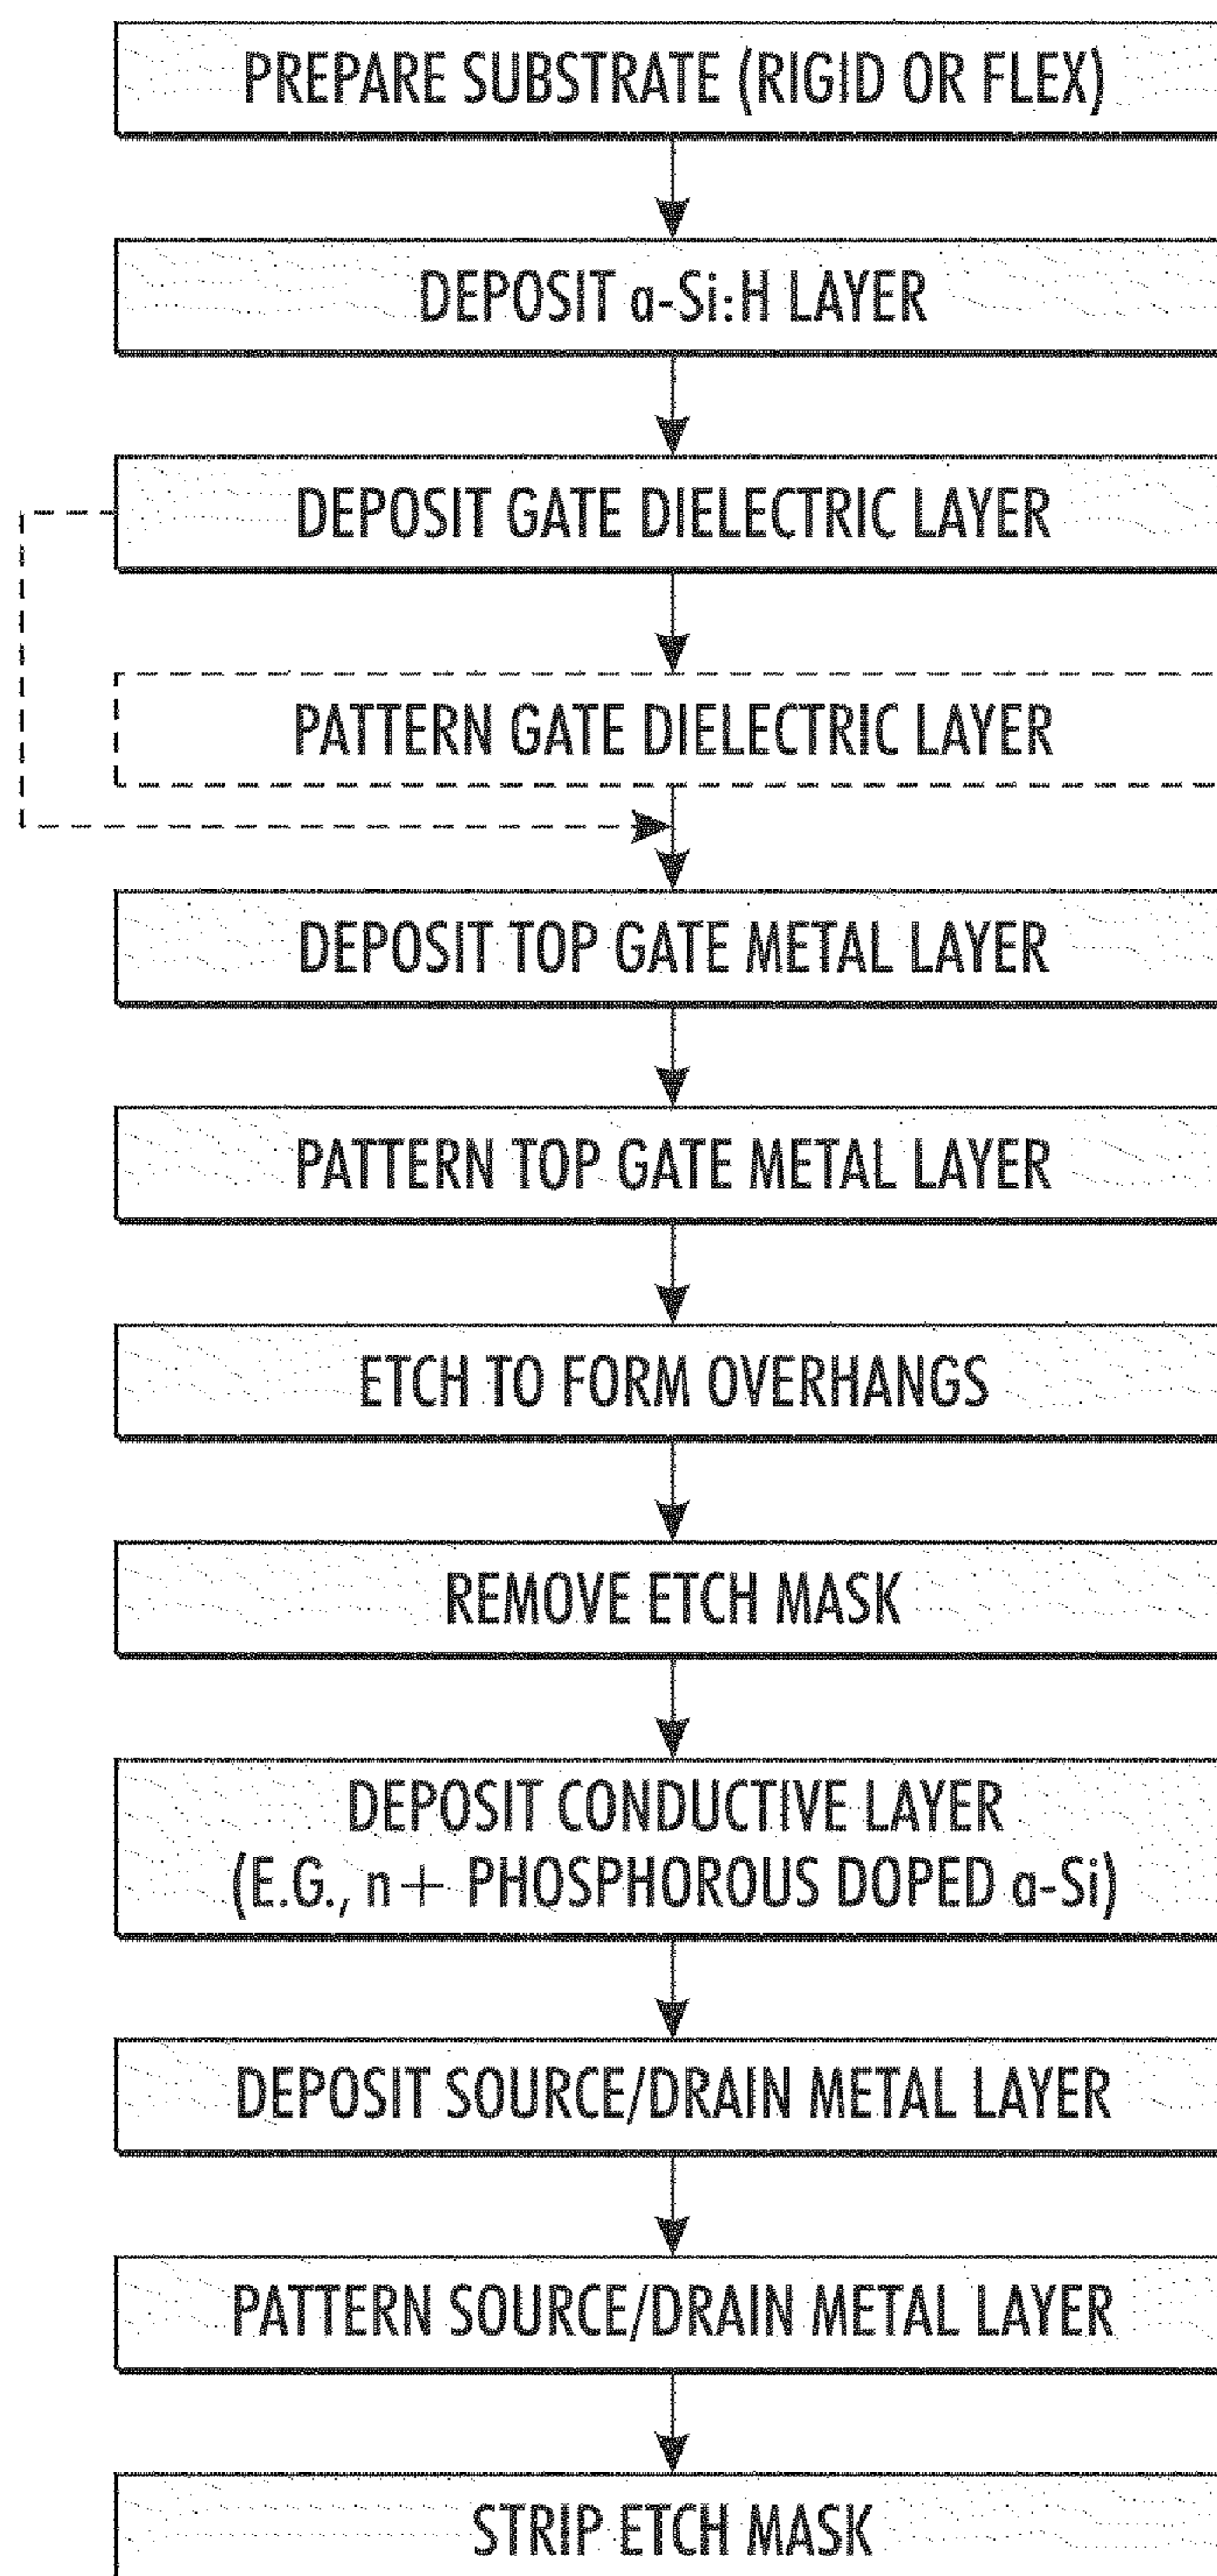 PREPARE SUBSTRATE (RIGID OR FLEX)
DEPOSIT a-Si:H LAYER
DEPOSIT GATE DIELECTRIC LAYER
PATTERN GATE DIELECTRIC LAYER
DEPOSIT TOP GATE METAL LAYER
PATTERN TOP GATE METAL LAYER
ETCH TO FORM OVERHANGS
REMOVE ETCH MASK
DEPOSIT CONDUCTIVE LAYER
(E.G., n+ PHOSPHOROUS DOPED a-Si)
DEPOSIT SOURCE/DRAIN METAL LAYER
PATTERN SOURCE/DRAIN METAL LAYER
STRIP ETCH MASK